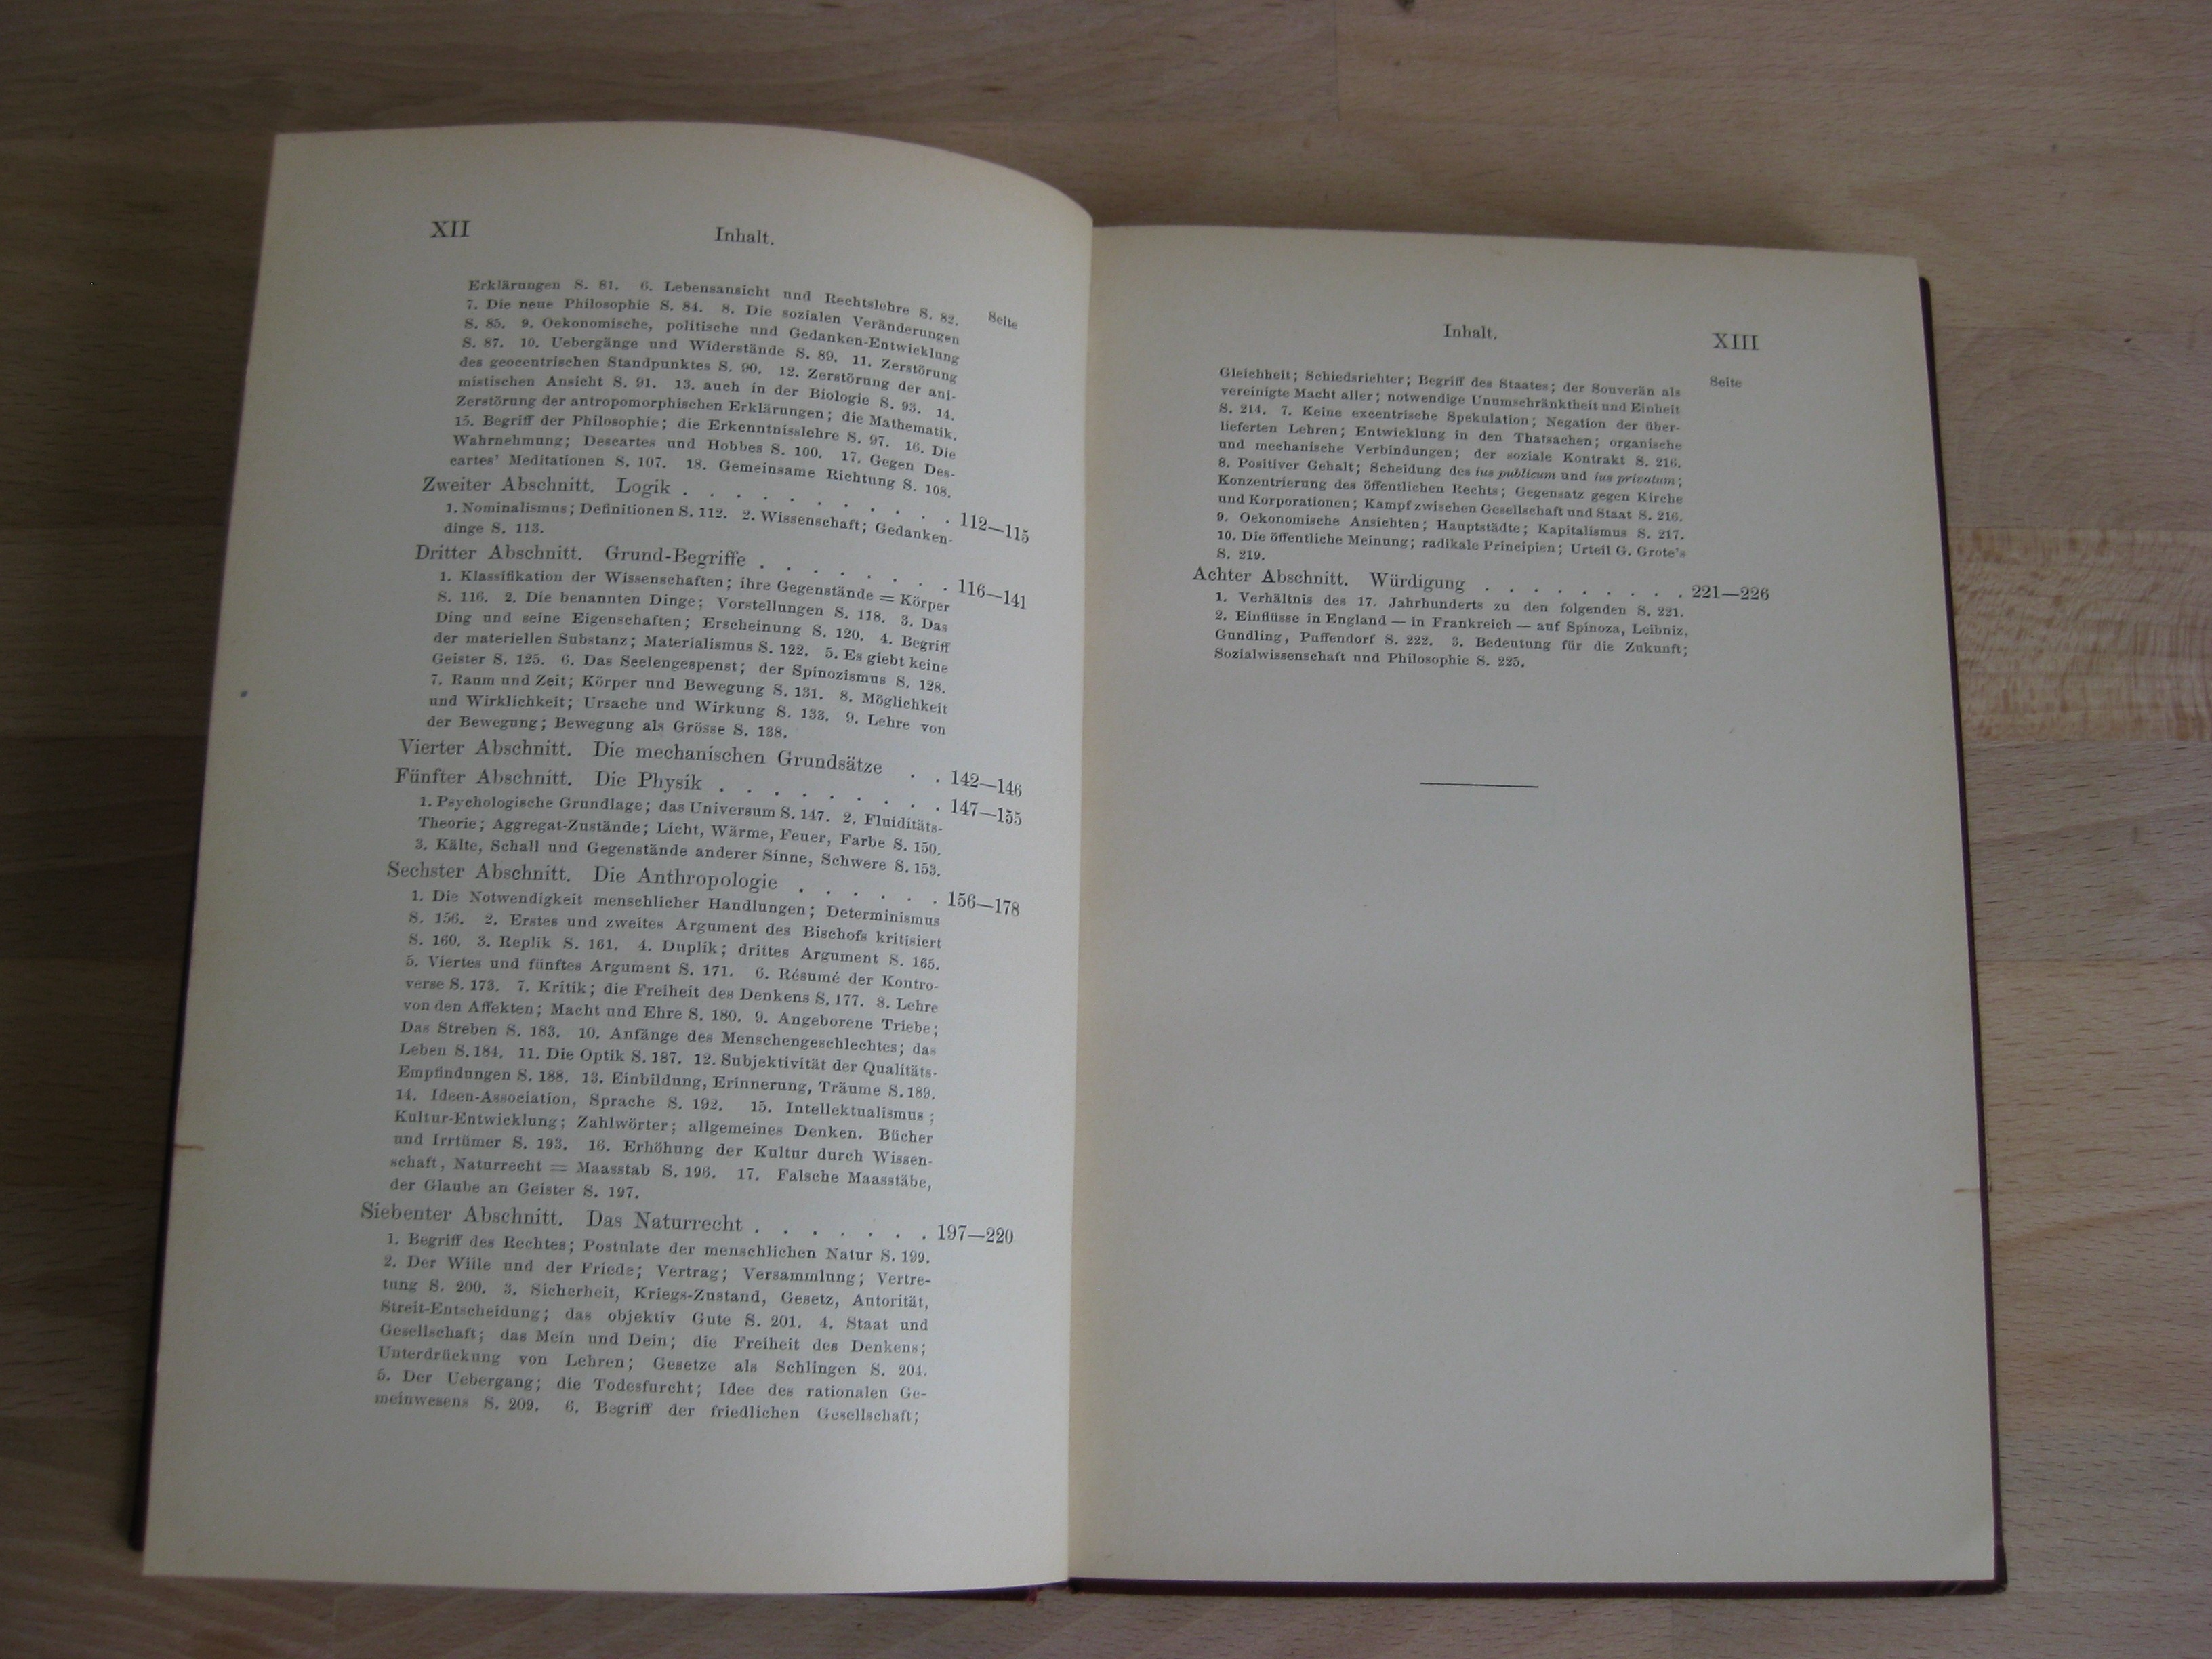 XII
Inhalt.
Seite
Erklärungen S. 81. 6. Lebensansicht und Rechtslehre S. 82.
7. Die neue Philosophie S. 84. 8. Die sozialen Veränderungen
S. 85. 9. Oekonomische, politische und Gedanken-Entwicklung
S. 87. 10. Uebergänge und Widerstände S. 89. 11. Zerstörung
des geocentrischen Standpunktes S. 90. 12. Zerstörung der ani-
mistischen Ansicht S. 91. 13. auch in der Biologie S. 93. 14.
Zerstörung der antropomorphischen Erklärungen; die Mathematik.
15. Begriff der Philosophie; die Erkenntnisslehre S. 97. 16. Die
Wahrnehmung; Descartes und Hobbes S. 100. 17. Gegen Des-
cartes' Meditationen S. 107. 18. Gemeinsame Richtung S. 108.
Zweiter Abschnitt. Logik . . . . . . . . . . . 112—115
1. Nominalismus; Definitionen S. 112. 2. Wissenschaft; Gedanken-
dinge S. 113.
Dritter Abschnitt. Grund-Begriffe . . . . . . . . 116—141
1. Klassifikation der Wissenschaften; ihre Gegenstände = Körper
S. 116. 2. Die benannten Dinge; Vorstellungen S. 118. 3. Das
Ding und seine Eigenschaften; Erscheinung S. 120. 4. Begriff
der materiellen Substanz; Materialismus S. 122. 5. Es giebt keine
Geister S. 125. 6. Das Seelengespenst; der Spinozismus S. 128.
7. Raum und Zeit; Körper und Bewegung S. 131. 8. Möglichkeit
und Wirklichkeit; Ursache und Wirkung S. 133. 9. Lehre von
der Bewegung; Bewegung als Grösse S. 138.
Vierter Abschnitt. Die mechanischen Grundsätze . . 142—146
Fünfter Abschnitt. Die Physik . . . . . . . . . 147—155
1. Psychologische Grundlage; das Universum S. 147. 2. Fluiditäts-
Theorie; Aggregat-Zustände; Licht, Wärme, Feuer, Farbe S. 150.
3. Kälte, Schall und Gegenstände anderer Sinne, Schwere S. 153.
Sechster Abschnitt. Die Anthropologie . . . . . . 156—178
1. Die Notwendigkeit menschlicher Handlungen; Determinismus
S. 156. 2. Erstes und zweites Argument des Bischofs kritisiert
S. 160. 3. Replik S. 161. 4. Duplik; drittes Argument S. 165.
5. Viertes und fünftes Argument S. 171. 6. Résumé der Kontro-
verse S. 173. 7. Kritik; die Freiheit des Denkens S. 177. 8. Lehre
von den Affekten; Macht und Ehre S. 180. 9. Angeborene Triebe;
Das Streben S. 183. 10. Anfänge des Menschengeschlechtes; das
Leben S. 184. 11. Die Optik S. 187. 12. Subjektivität der Qualitäts-
Empfindungen S. 188. 13. Einbildung, Erinnerung, Träume S. 189.
14. Ideen-Association, Sprache S. 192. 15. Intellektualismus;
Kultur-Entwicklung; Zahlwörter; allgemeines Denken. Bücher
und Irrtümer S. 193. 16. Erhöhung der Kultur durch Wissen-
schaft, Naturrecht = Maasstab S. 196. 17. Falsche Maasstäbe,
der Glaube an Geister S. 197.
Siebenter Abschnitt. Das Naturrecht . . . . . . . 197—220
1. Begriff des Rechtes; Postulate der menschlichen Natur S. 199.
2. Der Wille und der Friede; Vertrag; Versammlung; Vertre-
tung S. 200. 3. Sicherheit, Kriegs-Zustand, Gesetz, Autorität,
Streit-Entscheidung; das objektiv Gute S. 201. 4. Staat und
Gesellschaft; das Mein und Dein; die Freiheit des Denkens;
Unterdrückung von Lehren; Gesetze als Schlingen S. 204.
5. Der Uebergang; die Todesfurcht; Idee des rationalen Ge-
meinwesens S. 209. 6. Begriff der friedlichen Gesellschaft;
Inhalt.
XIII
Seite
Gleichheit; Schiedsrichter; Begriff des Staates; der Souverän als
vereinigte Macht aller; notwendige Unumschränktheit und Einheit
S. 214. 7. Keine excentrische Spekulation; Negation der über-
lieferten Lehren; Entwicklung in den Thatsachen; organische
und mechanische Verbindungen; der soziale Kontrakt S. 216.
8. Positiver Gehalt; Scheidung des ius publicum und ius privatum;
Konzentrierung des öffentlichen Rechts; Gegensatz gegen Kirche
und Korporationen; Kampf zwischen Gesellschaft und Staat S. 216.
9. Oekonomische Ansichten; Hauptstädte; Kapitalismus S. 217.
10. Die öffentliche Meinung; radikale Principien; Urteil G. Grote's
S. 219.
Achter Abschnitt. Würdigung . . . . . . . . . 221—226
1. Verhältnis des 17. Jahrhunderts zu den folgenden S. 221.
2. Einflüsse in England — in Frankreich — auf Spinoza, Leibniz,
Gundling, Puffendorf S. 222. 3. Bedeutung für die Zukunft;
Sozialwissenschaft und Philosophie S. 225.